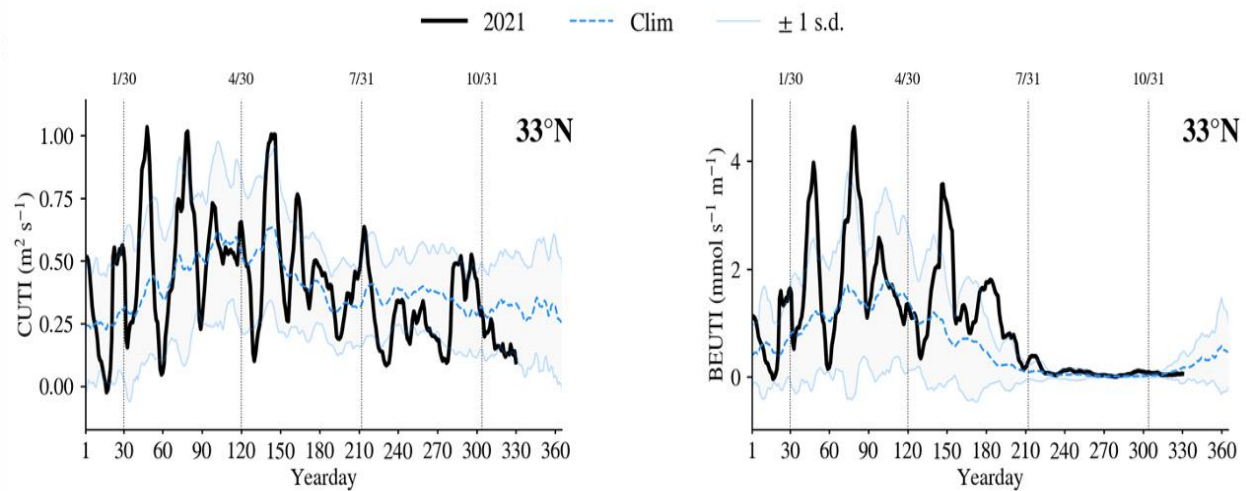 2021 Clim ± 1 s.d.
1/30 4/30 7/31 10/31
33°N
CUTI (m² s⁻¹)
1.00
0.75
0.50
0.25
0.00
1 30 60 90 120 150 180 210 240 270 300 330 360
Yearday
1/30 4/30 7/31 10/31
33°N
BEUTI (mmol s⁻¹ m⁻¹)
4
2
0
1 30 60 90 120 150 180 210 240 270 300 330 360
Yearday